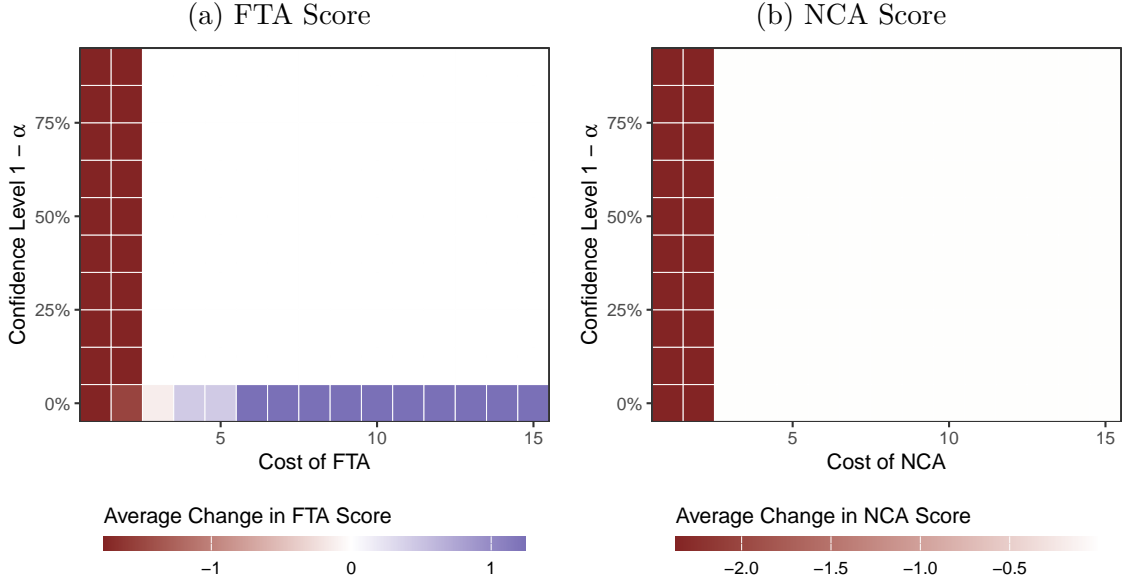 (a) FTA Score
Confidence Level 1 − α
75%
50%
25%
0%
5
10
15
Cost of FTA
Average Change in FTA Score
−1
0
1
(b) NCA Score
Confidence Level 1 − α
75%
50%
25%
0%
5
10
15
Cost of NCA
Average Change in NCA Score
−2.0
−1.5
−1.0
−0.5